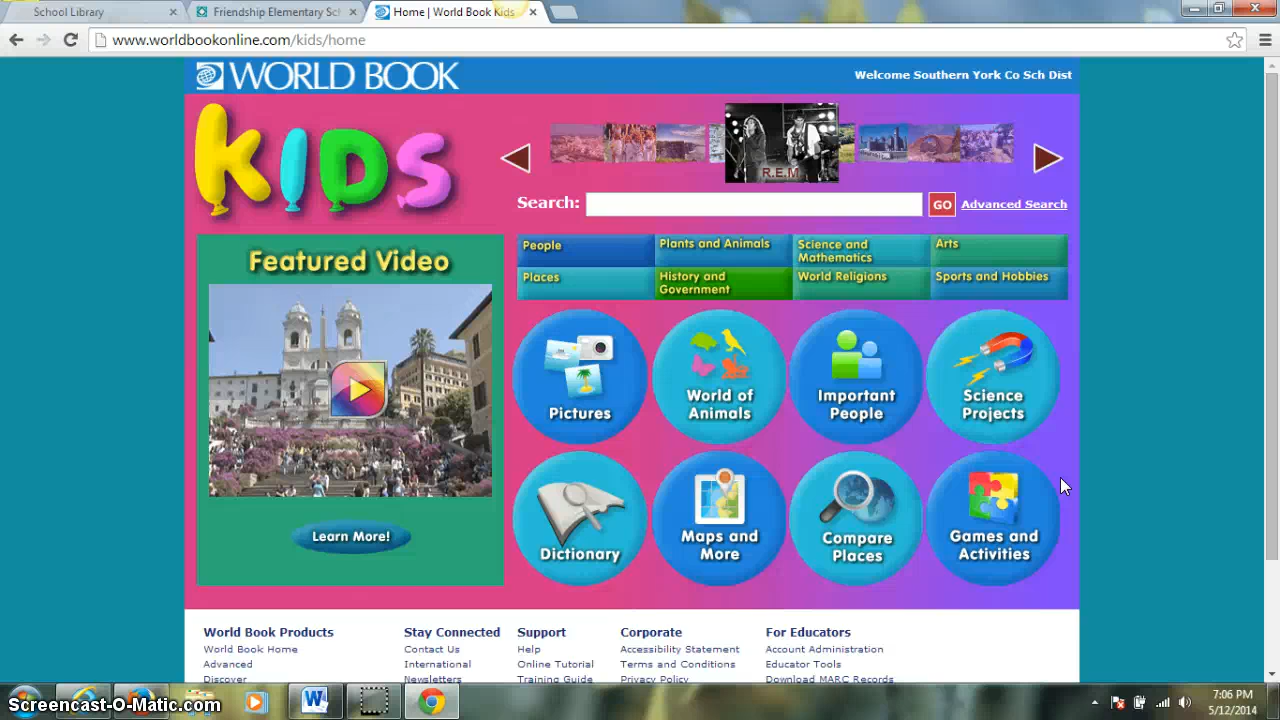 School Library
Friendship Elementary Sch
Home | World Book Kids
www.worldbookonline.com/kids/home
WORLD BOOK
Welcome Southern York Co Sch Dist
KIDS
R.E.M
Search:
GO
Advanced Search
Featured Video
People
Plants and Animals
Science and
Mathematics
Arts
Places
History and
Government
World Religions
Sports and Hobbies
Pictures
World of
Animals
Important
People
Science
Projects
Learn More!
Dictionary
Maps and
More
Compare
Places
Games and
Activities
World Book Products
World Book Home
Advanced
Discover
Stay Connected
Contact Us
International
Newsletters
Support
Help
Online Tutorial
Training Guide
Corporate
Accessibility Statement
Terms and Conditions
Privacy Policy
For Educators
Account Administration
Educator Tools
Download MARC Records
Screencast-O-Matic.com
7:06 PM
5/12/2014